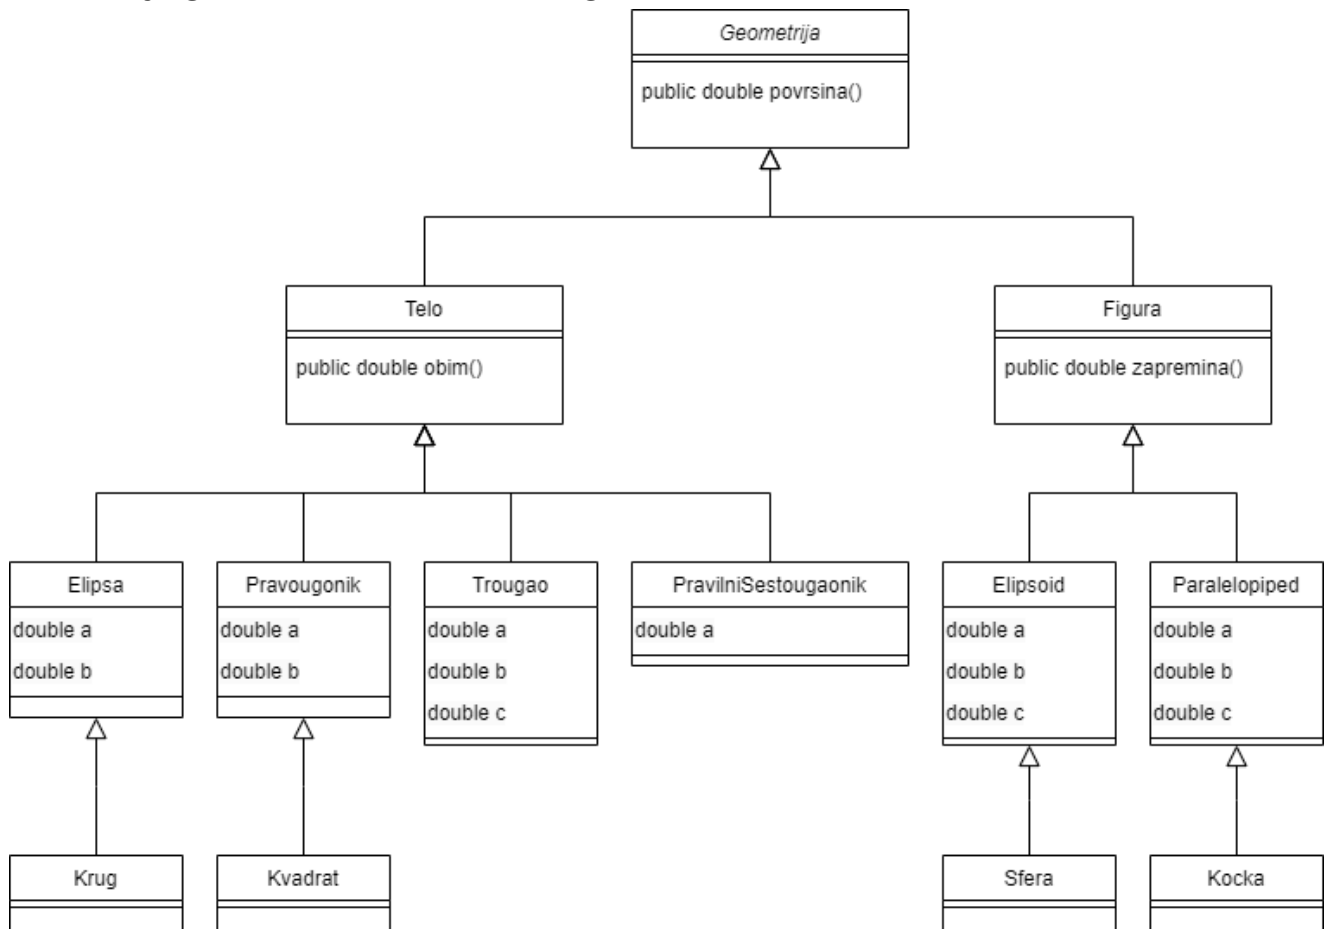 Geometrija
public double povrsina()
Telo
public double obim()
Figura
public double zapremina()
Elipsa
double a
double b
Pravougonik
double a
double b
Trougao
double a
double b
double c
PravilniSestougaonik
double a
Elipsoid
double a
double b
double c
Paralelopiped
double a
double b
double c
Krug
Kvadrat
Sfera
Kocka